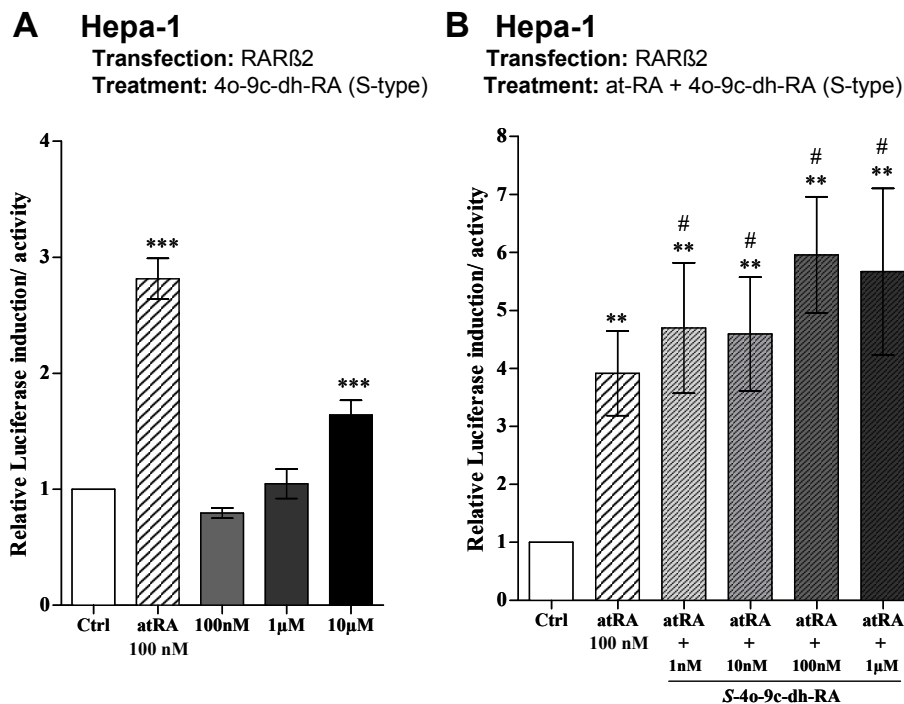 A Hepa-1
Transfection: RARß2
Treatment: 4o-9c-dh-RA (S-type)
Relative Luciferase induction/ activity
4
3
2
1
0
***
***
Ctrl
atRA
100 nM
100nM
1µM
10µM
B Hepa-1
Transfection: RARß2
Treatment: at-RA + 4o-9c-dh-RA (S-type)
Relative Luciferase induction/ activity
8
7
6
5
4
3
2
1
0
**
#
**
#
**
#
**
#
**
Ctrl
atRA
100 nM
atRA
+
1nM
atRA
+
10nM
atRA
+
100nM
atRA
+
1µM
S-4o-9c-dh-RA